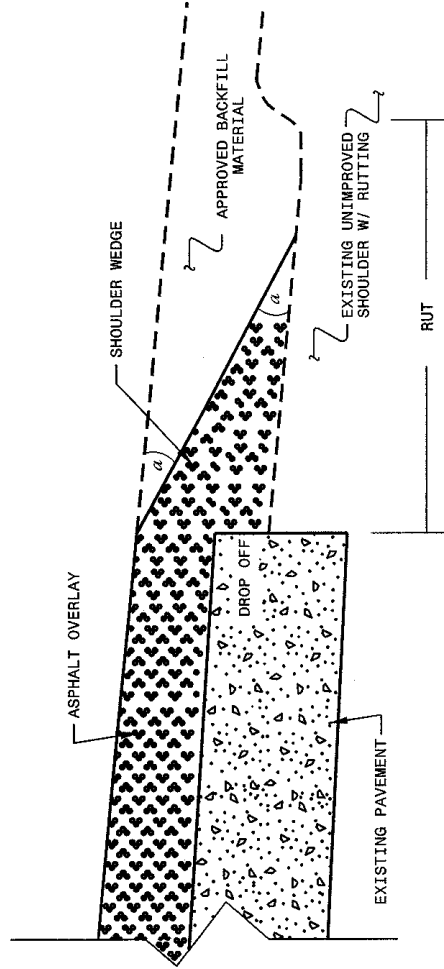 ASPHALT OVERLAY
SHOULDER WEDGE
APPROVED BACKFILL
MATERIAL
a
a
DROP OFF
EXISTING UNIMPROVED
SHOULDER W/ RUTTING
EXISTING PAVEMENT
RUT